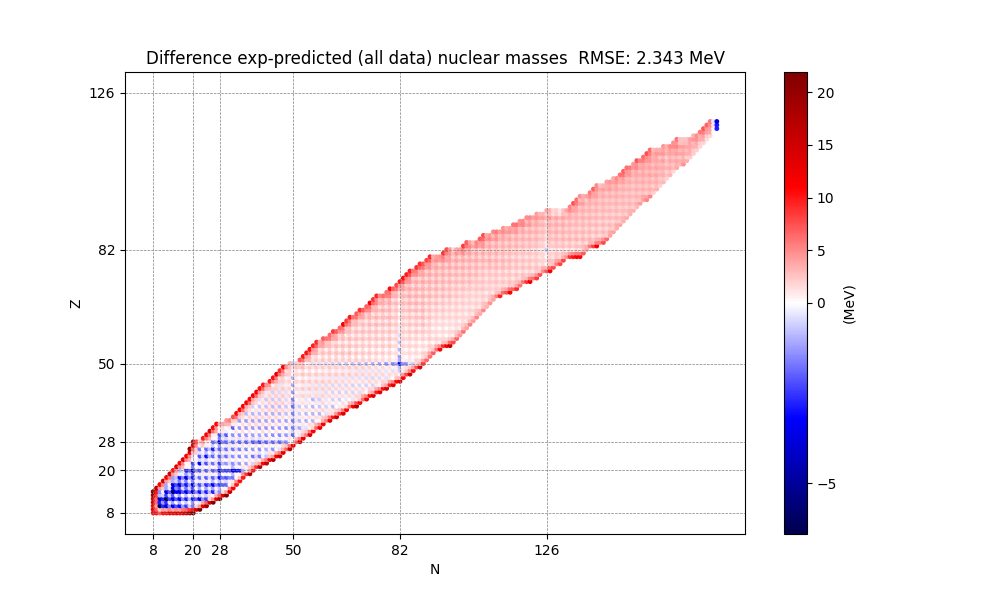 Difference exp-predicted (all data) nuclear masses  RMSE: 2.343 MeV
126
82
50
28
20
8
Z
8 20 28 50 82 126
N
20
15
10
5
0
−5
(MeV)